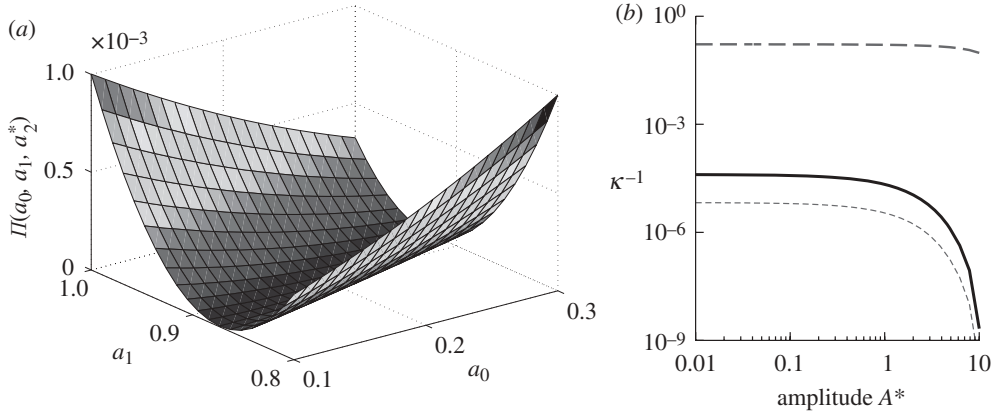 (a)
×10⁻³
1.0
0.5
0
Π(a₀, a₁, a₂*)
1.0
0.9
0.8
a₁
0.1
0.2
0.3
a₀
(b)
10⁰
10⁻³
10⁻⁶
10⁻⁹
κ⁻¹
0.01
0.1
1
10
amplitude A*